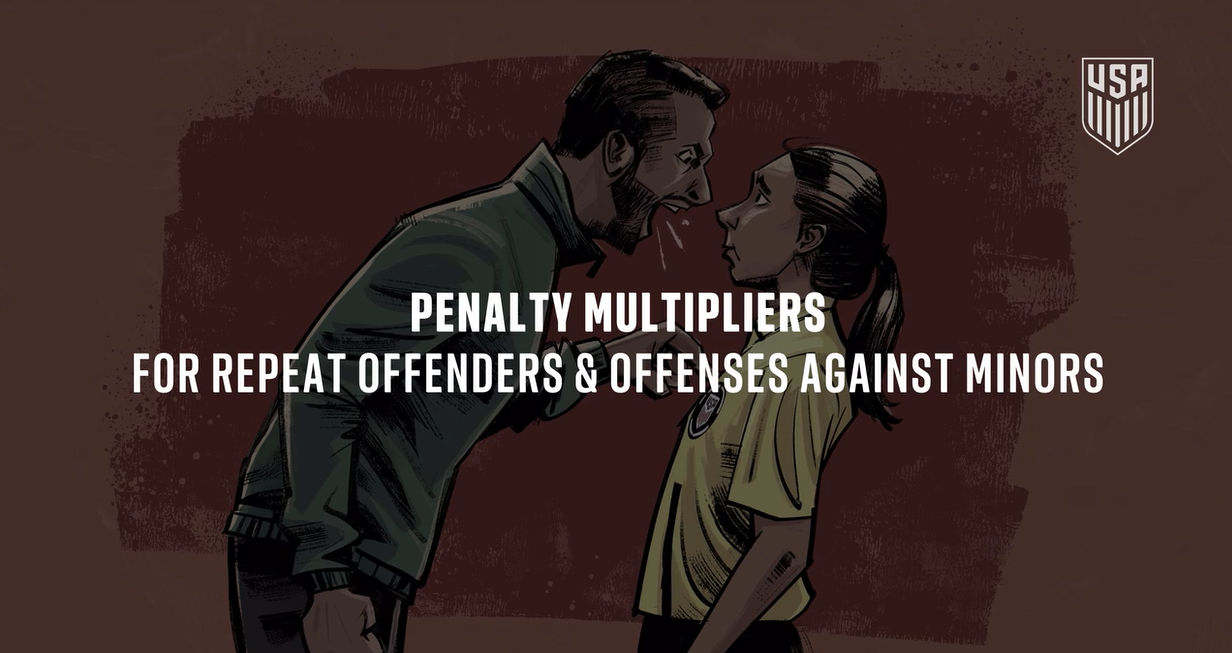 USA
PENALTY MULTIPLIERS
FOR REPEAT OFFENDERS & OFFENSES AGAINST MINORS